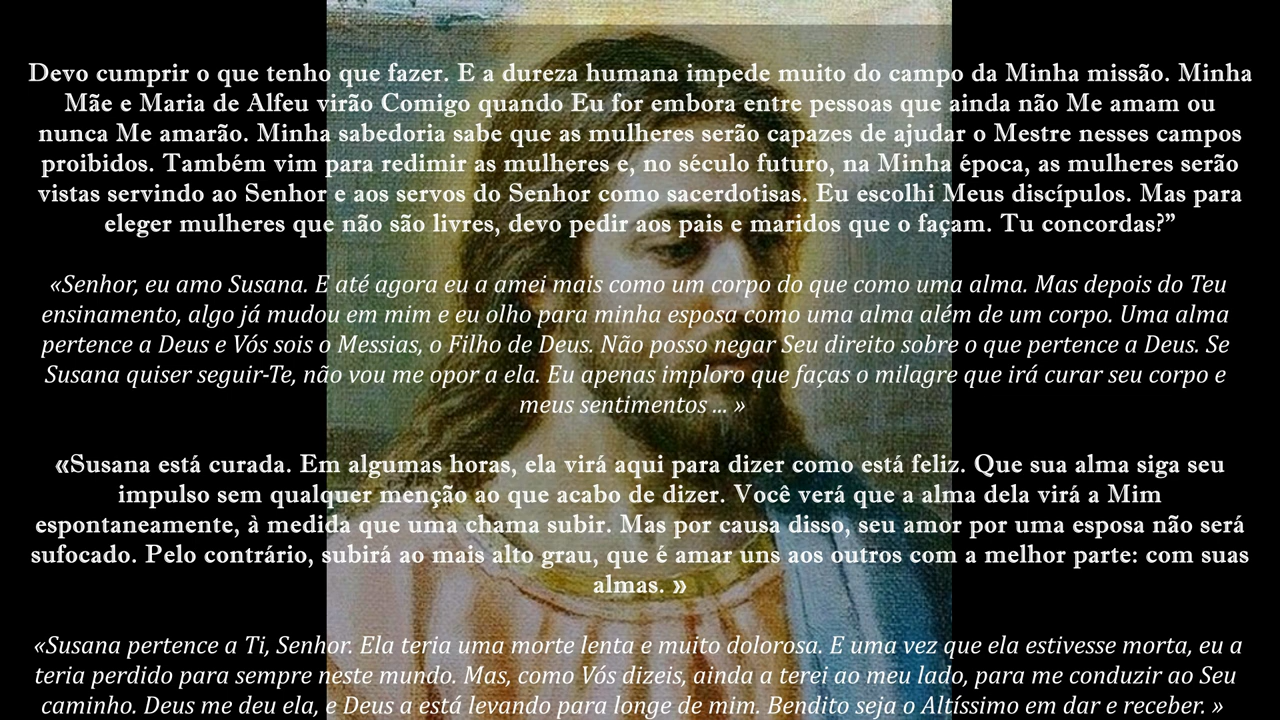 Devo cumprir o que tenho que fazer. E a dureza humana impede muito do campo da Minha missão. Minha
Mãe e Maria de Alfeu virão Comigo quando Eu for embora entre pessoas que ainda não Me amam ou
nunca Me amarão. Minha sabedoria sabe que as mulheres serão capazes de ajudar o Mestre nesses campos
proibidos. Também vim para redimir as mulheres e, no século futuro, na Minha época, as mulheres serão
vistas servindo ao Senhor e aos servos do Senhor como sacerdotisas. Eu escolhi Meus discípulos. Mas para
eleger mulheres que não são livres, devo pedir aos pais e maridos que o façam. Tu concordas?”
«Senhor, eu amo Susana. E até agora eu a amei mais como um corpo do que como uma alma. Mas depois do Teu
ensinamento, algo já mudou em mim e eu olho para minha esposa como uma alma além de um corpo. Uma alma
pertence a Deus e Vós sois o Messias, o Filho de Deus. Não posso negar Seu direito sobre o que pertence a Deus. Se
Susana quiser seguir-Te, não vou me opor a ela. Eu apenas imploro que faças o milagre que irá curar seu corpo e
meus sentimentos ... »
«Susana está curada. Em algumas horas, ela virá aqui para dizer como está feliz. Que sua alma siga seu
impulso sem qualquer menção ao que acabo de dizer. Você verá que a alma dela virá a Mim
espontaneamente, à medida que uma chama subir. Mas por causa disso, seu amor por uma esposa não será
sufocado. Pelo contrário, subirá ao mais alto grau, que é amar uns aos outros com a melhor parte: com suas
almas. »
«Susana pertence a Ti, Senhor. Ela teria uma morte lenta e muito dolorosa. E uma vez que ela estivesse morta, eu a
teria perdido para sempre neste mundo. Mas, como Vós dizeis, ainda a terei ao meu lado, para me conduzir ao Seu
caminho. Deus me deu ela, e Deus a está levando para longe de mim. Bendito seja o Altíssimo em dar e receber. »